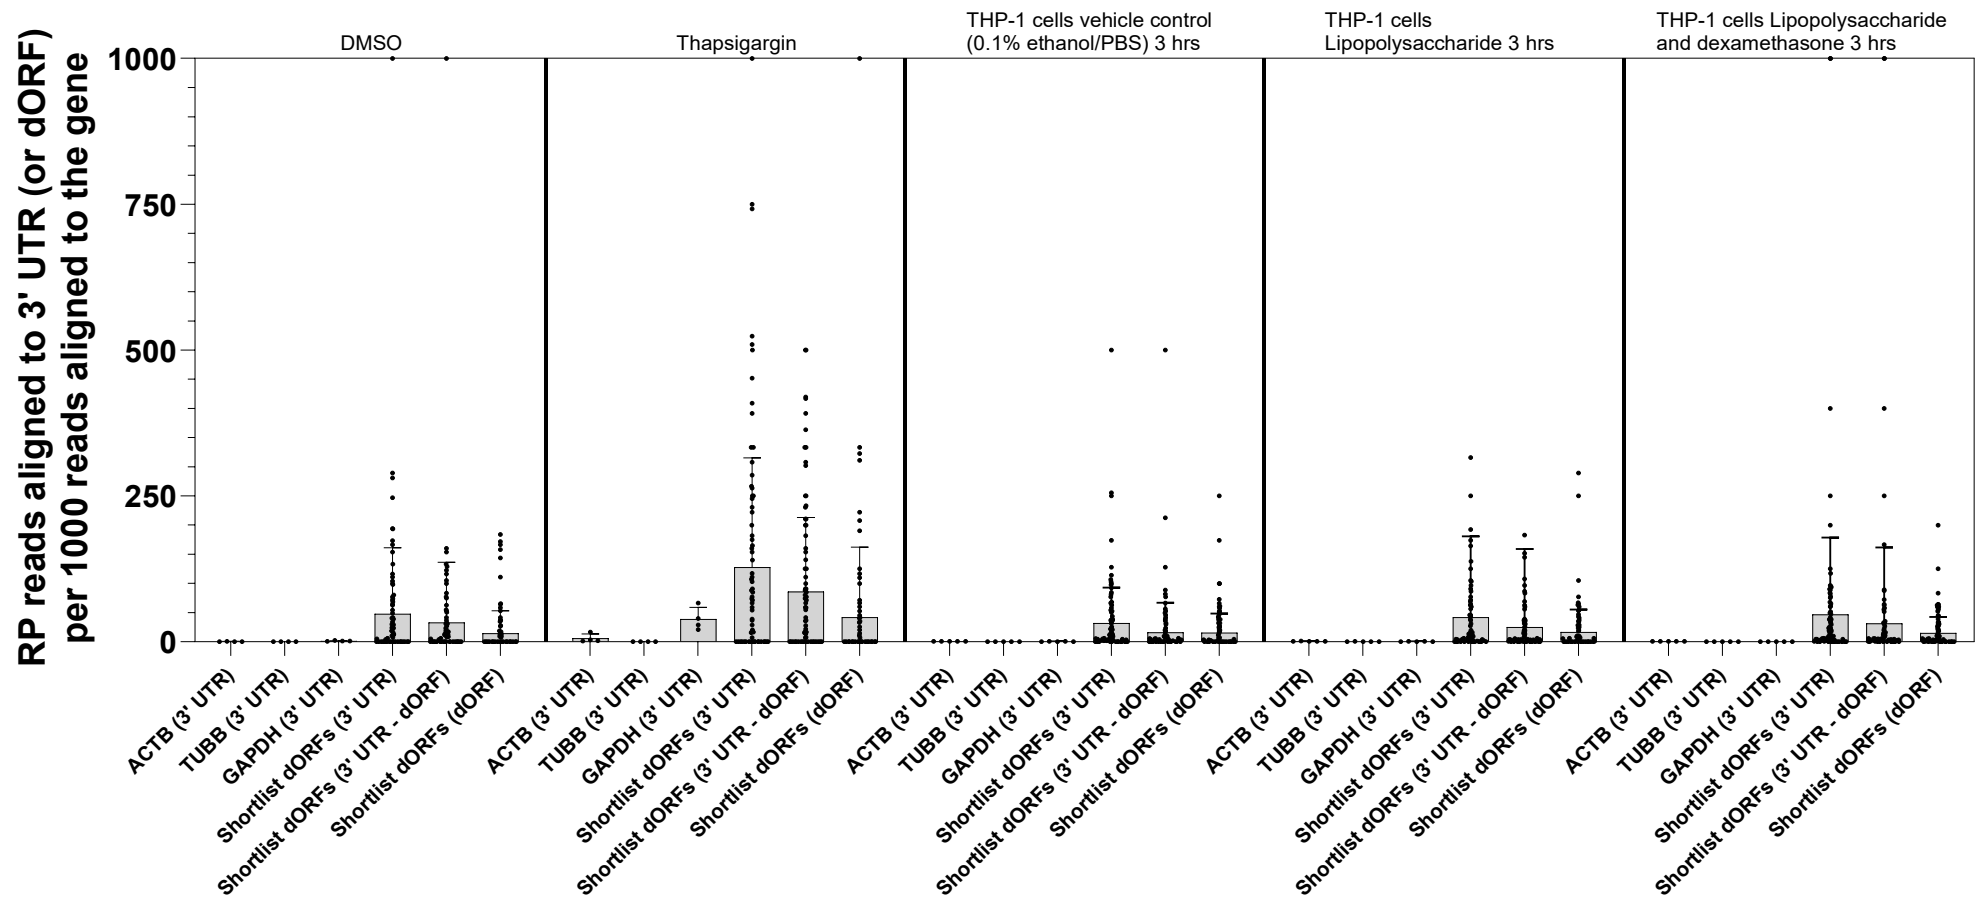 THP-1 cells vehicle control
(0.1% ethanol/PBS) 3 hrs
THP-1 cells
Lipopolysaccharide 3 hrs
THP-1 cells Lipopolysaccharide
and dexamethasone 3 hrs
DMSO
Thapsigargin
RP reads aligned to 3' UTR (or dORF)
per 1000 reads aligned to the gene
1000
750
500
250
0
ACTB (3' UTR)
TUBB (3' UTR)
GAPDH (3' UTR)
Shortlist dORFs (3' UTR)
Shortlist dORFs (3' UTR - dORF)
Shortlist dORFs (dORF)
ACTB (3' UTR)
TUBB (3' UTR)
GAPDH (3' UTR)
Shortlist dORFs (3' UTR)
Shortlist dORFs (3' UTR - dORF)
Shortlist dORFs (dORF)
ACTB (3' UTR)
TUBB (3' UTR)
GAPDH (3' UTR)
Shortlist dORFs (3' UTR)
Shortlist dORFs (3' UTR - dORF)
Shortlist dORFs (dORF)
ACTB (3' UTR)
TUBB (3' UTR)
GAPDH (3' UTR)
Shortlist dORFs (3' UTR)
Shortlist dORFs (3' UTR - dORF)
Shortlist dORFs (dORF)
ACTB (3' UTR)
TUBB (3' UTR)
GAPDH (3' UTR)
Shortlist dORFs (3' UTR)
Shortlist dORFs (3' UTR - dORF)
Shortlist dORFs (dORF)